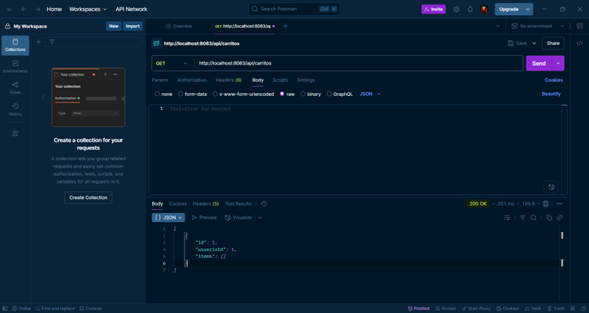 Home Workspaces API Network
Search Postman Ctrl K
Invite Upgrade
My Workspace New Import
Overview GET http://localhost:8083/a No environment
Collections
Environments
Flows
History
Your collection
Your collection
Authorization
Type
Create a collection for your requests
A collection lets you group related requests and easily set common authorization, tests, scripts, and variables for all requests in it.
Create Collection
http://localhost:8083/api/carritos Save Share
GET http://localhost:8083/api/carritos Send
Params Authorization Headers (6) Body Scripts Settings Cookies
none form-data x-www-form-urlencoded raw binary GraphQL JSON Beautify
1 Ctrl+Alt+P for Postbot
Body Cookies Headers (5) Test Results 200 OK
{ } JSON Preview Visualize
1 [
2 {
3 "id": 1,
4 "usuarioId": 1,
5 "items": []
6 }
7 ]
Online Find and replace Console Postbot Runner Start Proxy Cookies Vault Trash